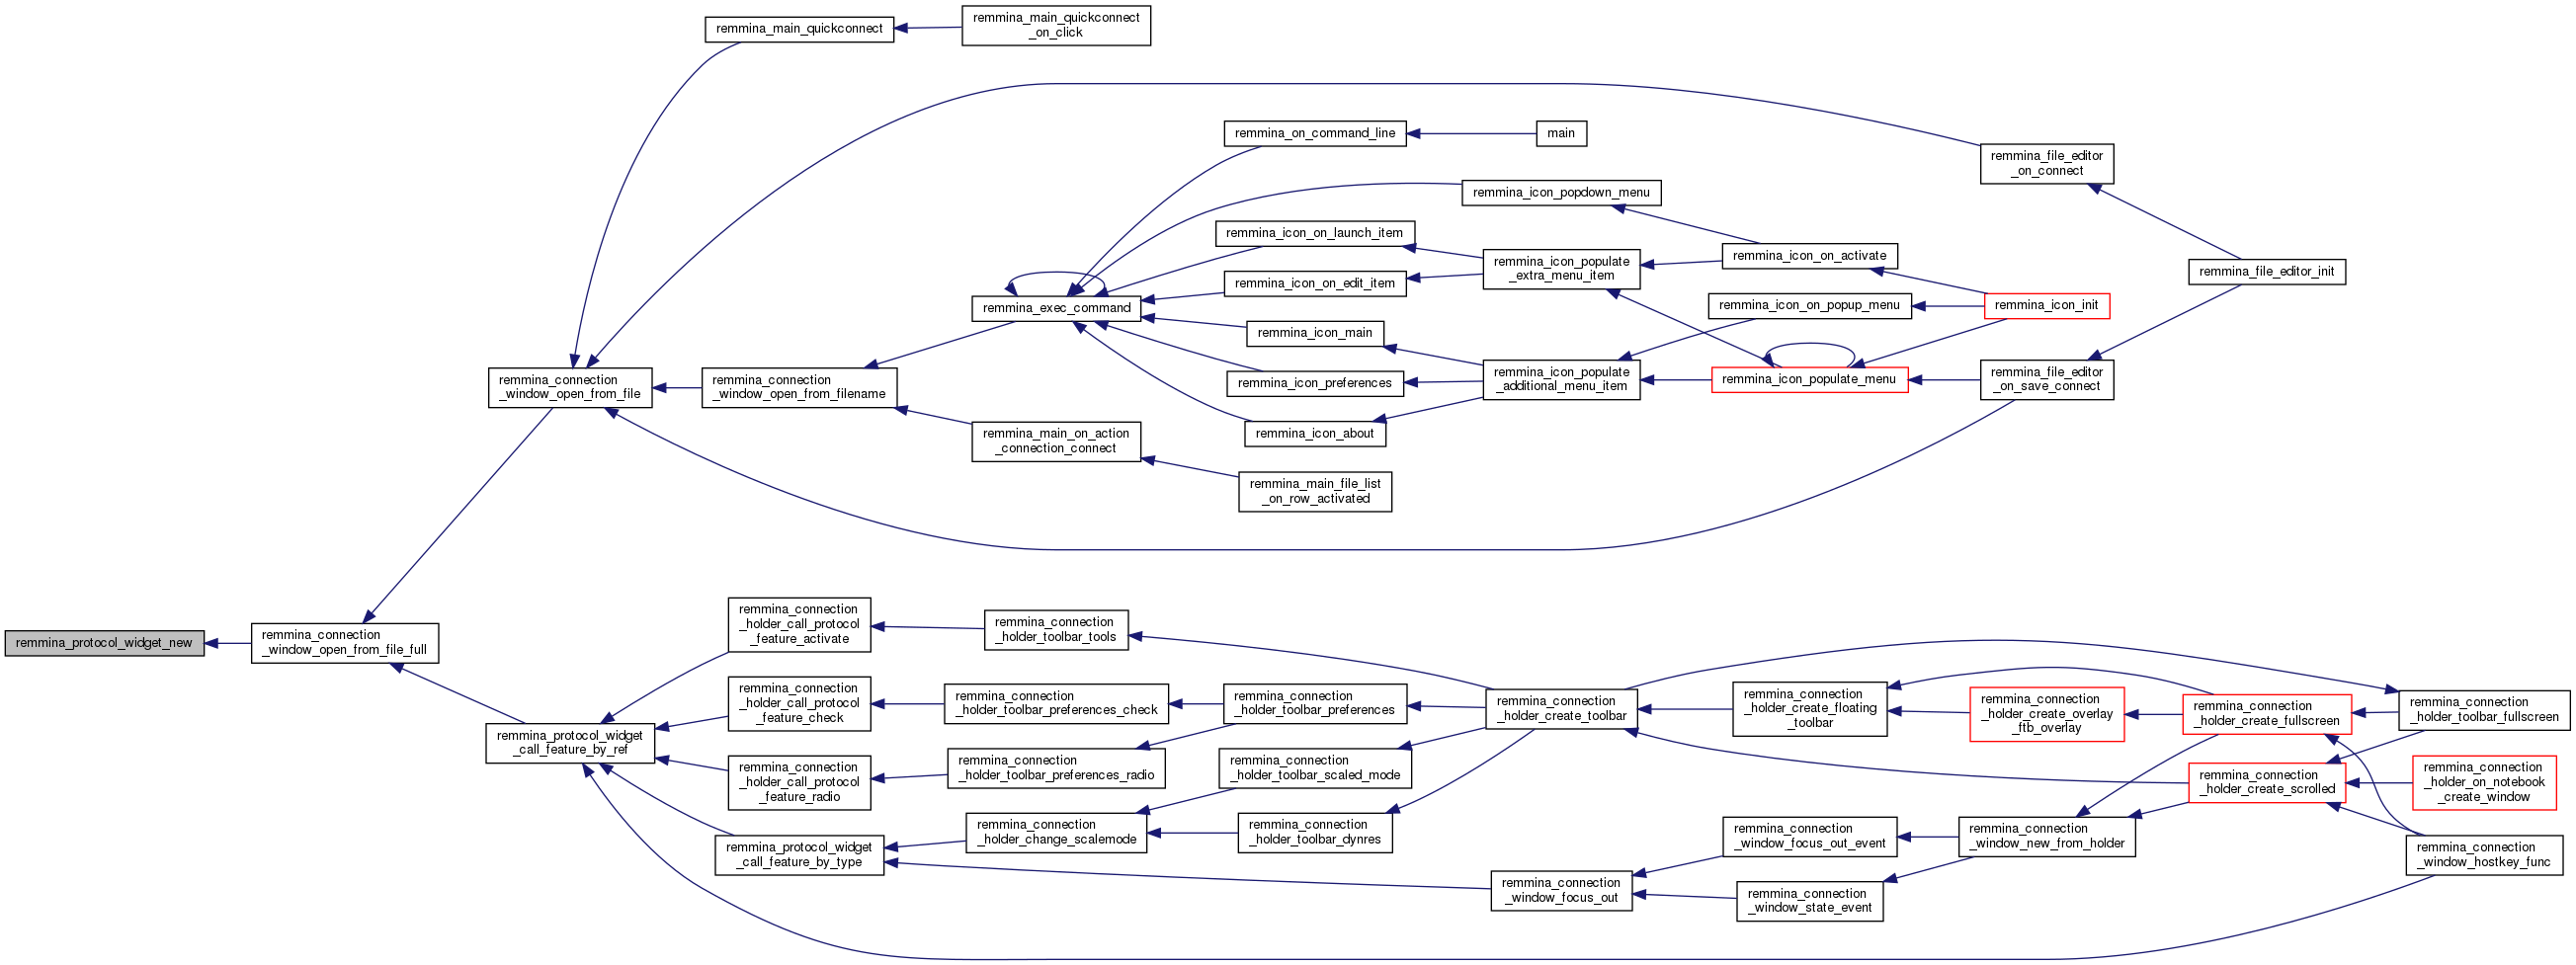 remmina_main_quickconnect
remmina_main_quickconnect
_on_click
remmina_on_command_line
main
remmina_file_editor
_on_connect
remmina_icon_popdown_menu
remmina_icon_on_launch_item
remmina_icon_populate
_extra_menu_item
remmina_icon_on_activate
remmina_file_editor_init
remmina_icon_on_edit_item
remmina_exec_command
remmina_icon_on_popup_menu
remmina_icon_init
remmina_icon_main
remmina_connection
_window_open_from_file
remmina_connection
_window_open_from_filename
remmina_icon_preferences
remmina_icon_populate
_additional_menu_item
remmina_icon_populate_menu
remmina_file_editor
_on_save_connect
remmina_main_on_action
_connection_connect
remmina_icon_about
remmina_main_file_list
_on_row_activated
remmina_protocol_widget_new
remmina_connection
_window_open_from_file_full
remmina_connection
_holder_call_protocol
_feature_activate
remmina_connection
_holder_toolbar_tools
remmina_connection
_holder_call_protocol
_feature_check
remmina_connection
_holder_toolbar_preferences_check
remmina_connection
_holder_toolbar_preferences
remmina_connection
_holder_create_toolbar
remmina_connection
_holder_create_floating
_toolbar
remmina_connection
_holder_create_overlay
_ftb_overlay
remmina_connection
_holder_create_fullscreen
remmina_connection
_holder_toolbar_fullscreen
remmina_protocol_widget
_call_feature_by_ref
remmina_connection
_holder_call_protocol
_feature_radio
remmina_connection
_holder_toolbar_preferences_radio
remmina_connection
_holder_toolbar_scaled_mode
remmina_connection
_holder_create_scrolled
remmina_connection
_holder_on_notebook
_create_window
remmina_protocol_widget
_call_feature_by_type
remmina_connection
_holder_change_scalemode
remmina_connection
_holder_toolbar_dynres
remmina_connection
_window_focus_out_event
remmina_connection
_window_new_from_holder
remmina_connection
_window_hostkey_func
remmina_connection
_window_focus_out
remmina_connection
_window_state_event